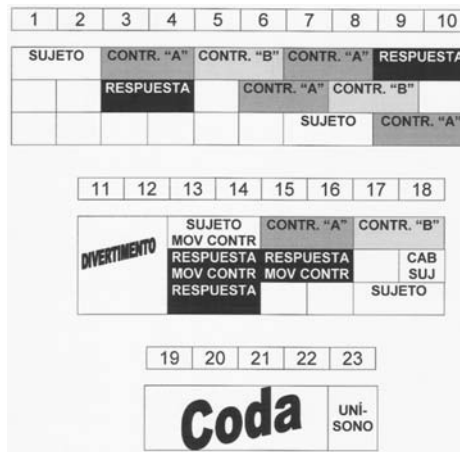 1 2 3 4 5 6 7 8 9 10
SUJETO CONTR. “A” CONTR. “B” CONTR. “A” RESPUESTA
RESPUESTA CONTR. “A” CONTR. “B”
SUJETO CONTR. “A”
11 12 13 14 15 16 17 18
DIVERTIMENTO
SUJETO CONTR. “A” CONTR. “B”
MOV CONTR
RESPUESTA RESPUESTA CAB
MOV CONTR MOV CONTR SUJ
RESPUESTA SUJETO
19 20 21 22 23
Coda UNÍ-
SONO